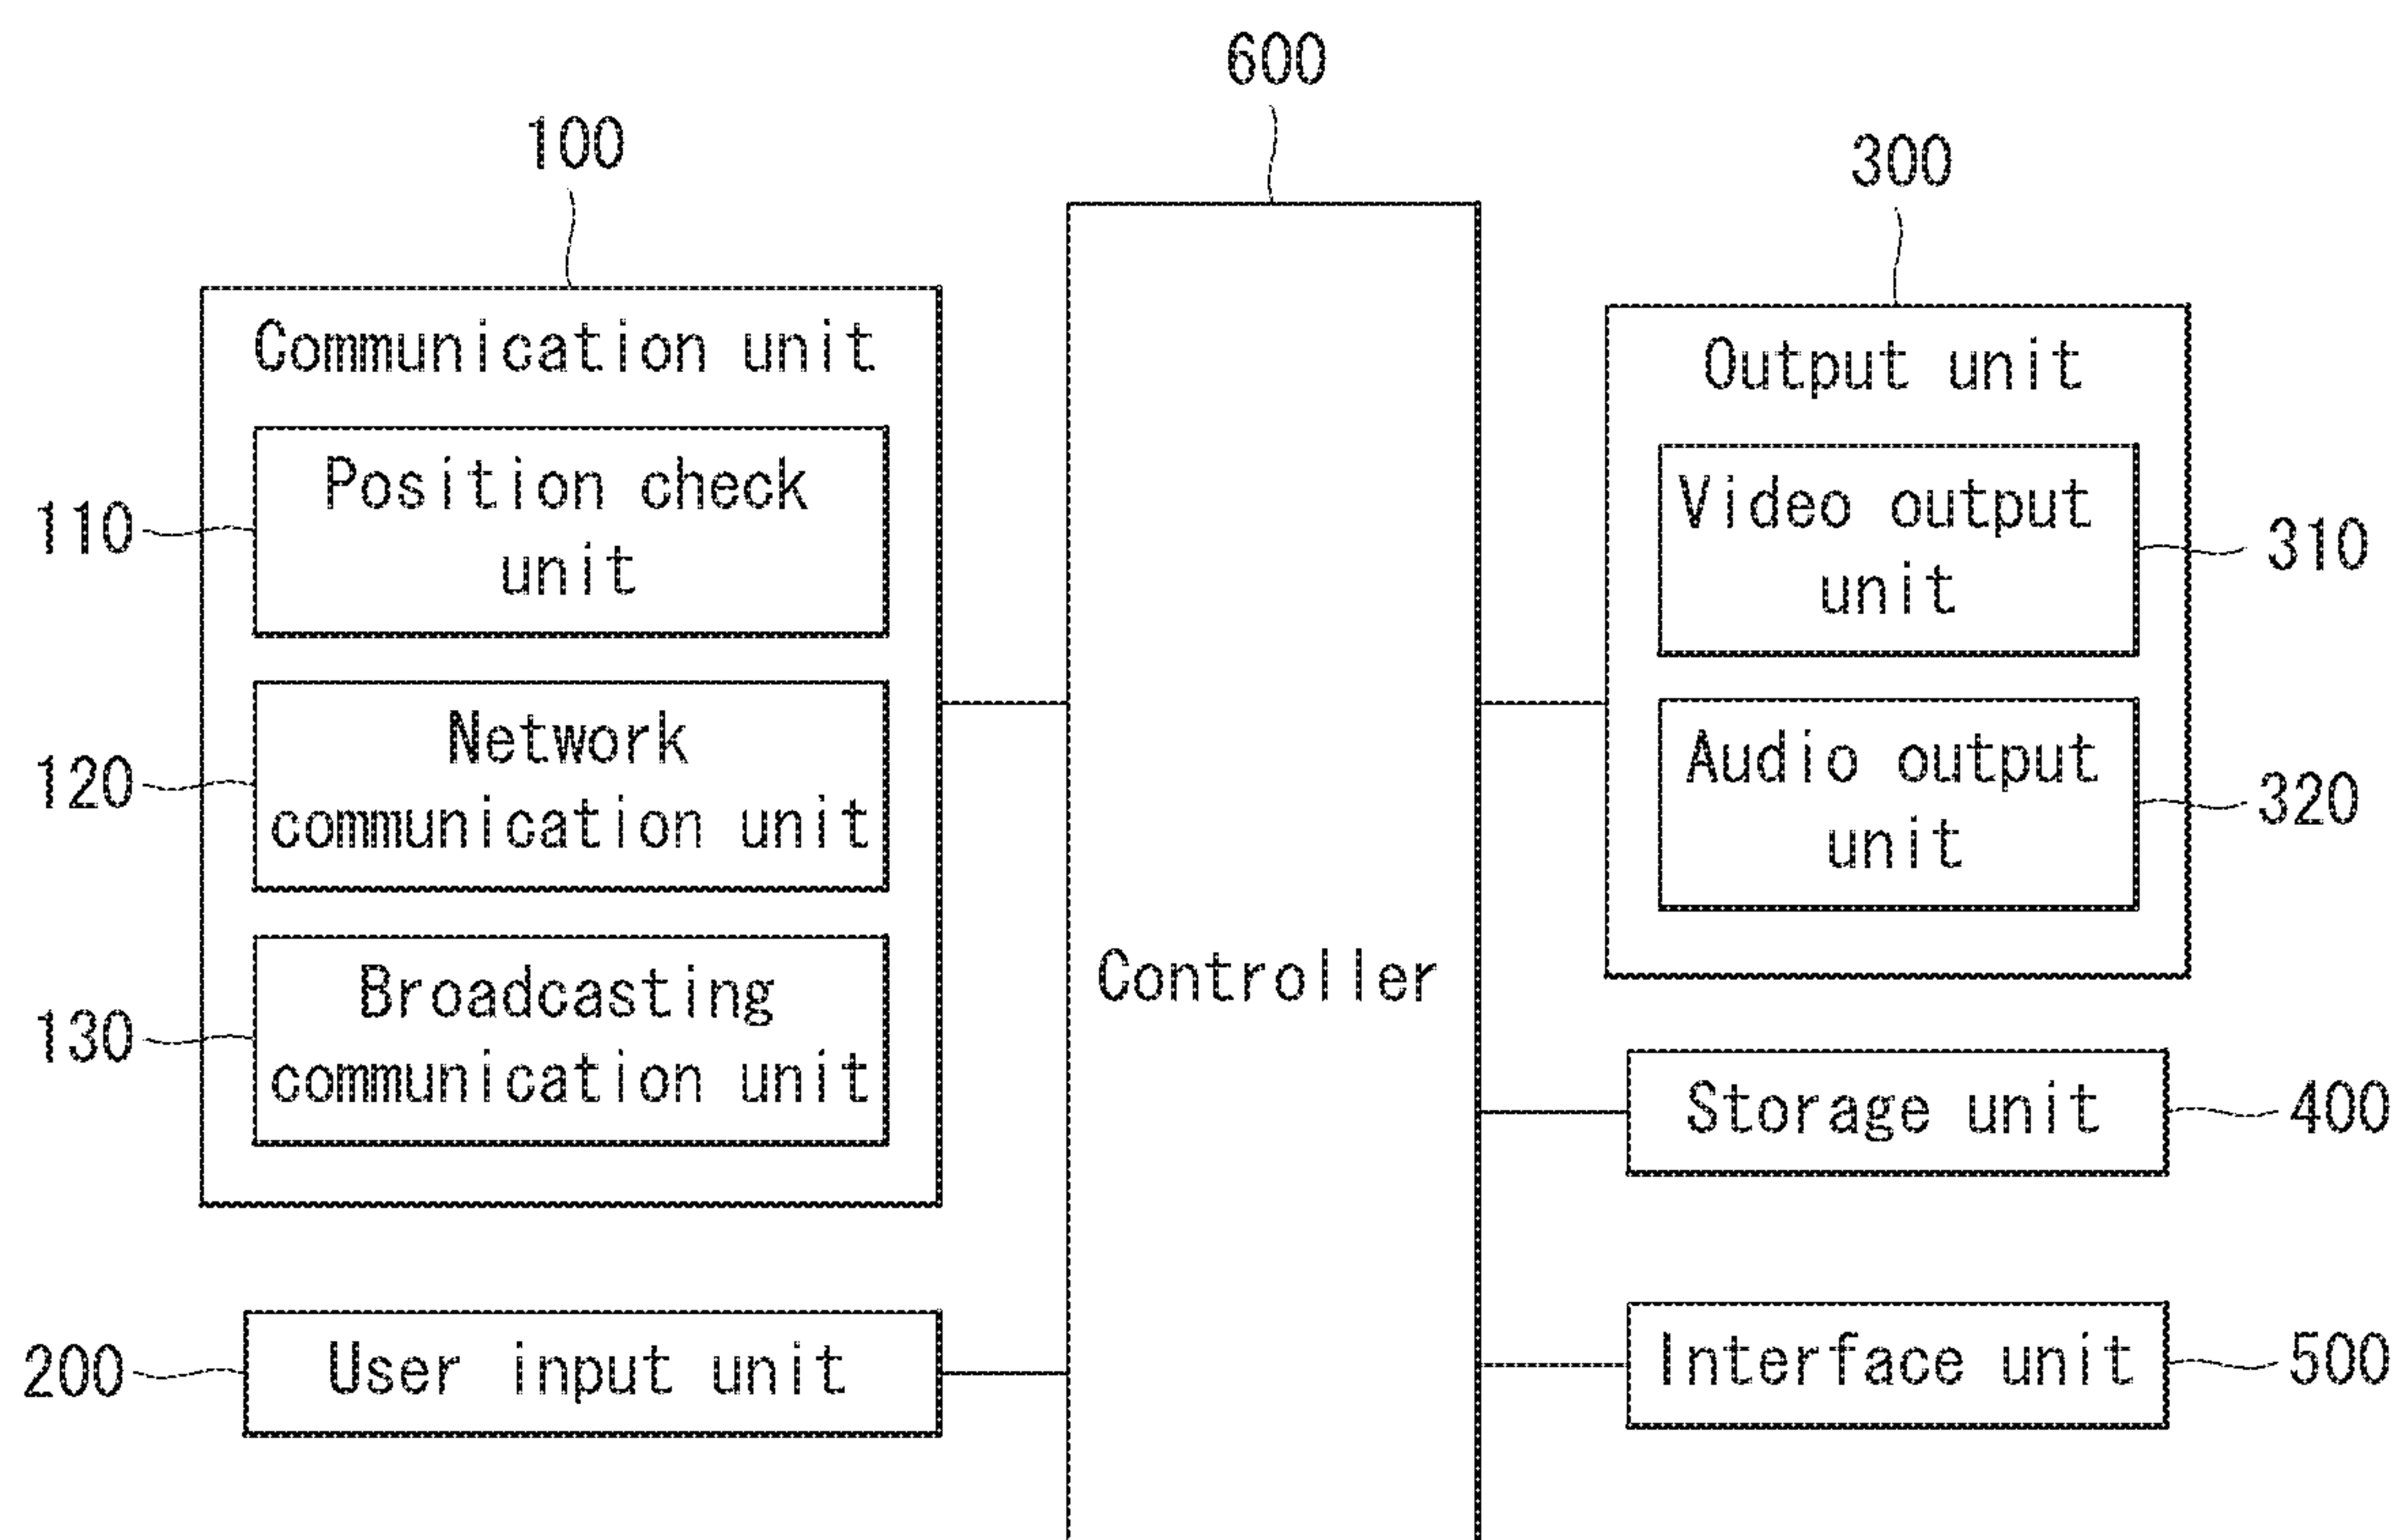 600
100
300
Communication unit
Output unit
Position check
unit
110
Video output
unit
310
Network
communication unit
120
Audio output
unit
320
Broadcasting
communication unit
130
Controller
Storage unit
400
200
User input unit
Interface unit
500